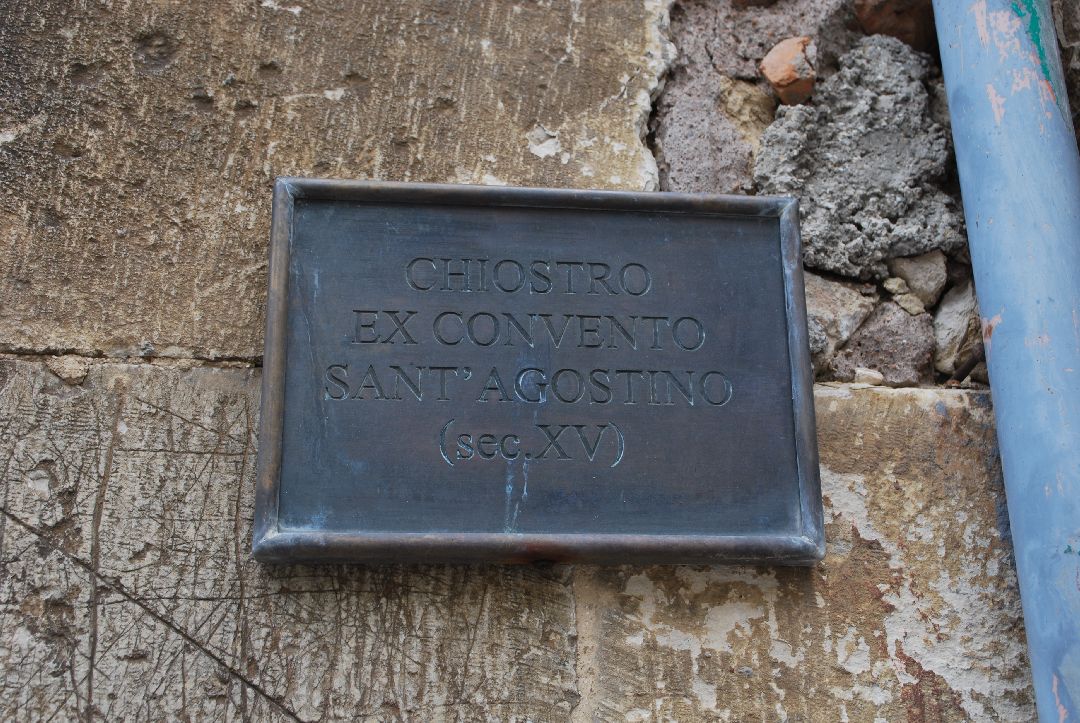 CHIOSTRO
EX CONVENTO
SANT'AGOSTINO
(sec.XV)